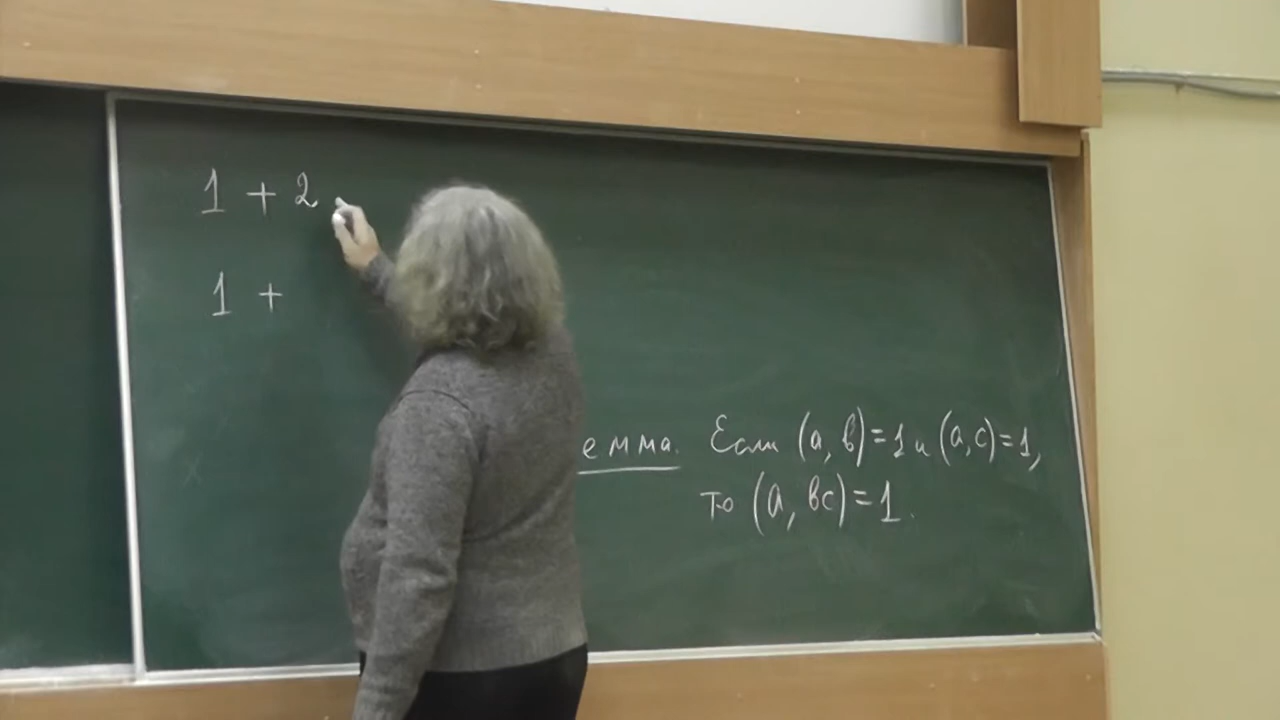 1 + 2
1 +
емма. Если (a, b)=1 и (a,c)=1,
то (a, bc)=1.